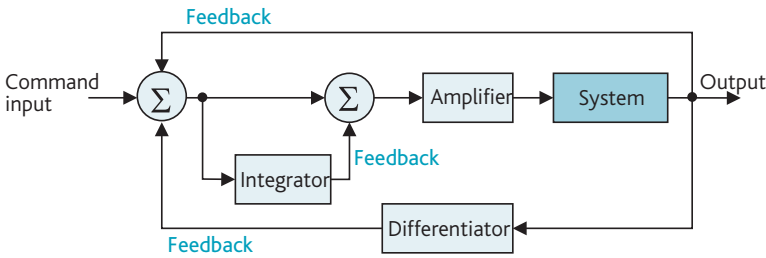 Feedback
Command
input
Σ
Σ
Amplifier
System
Output
Feedback
Integrator
Differentiator
Feedback